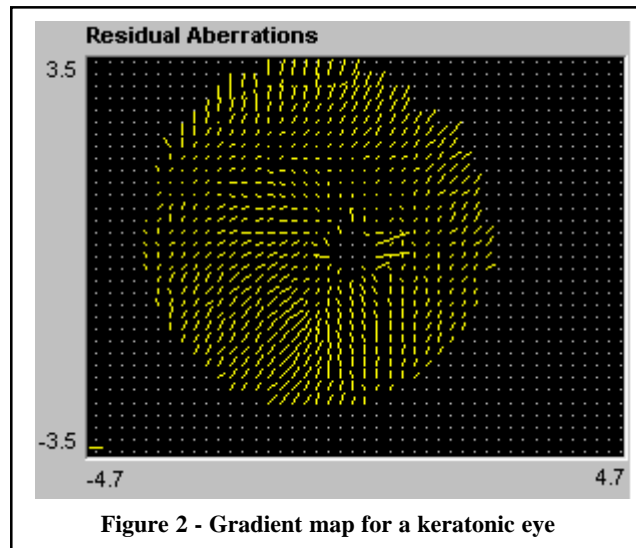 Residual Aberrations
3.5
-3.5
-4.7
4.7
Figure 2 - Gradient map for a keratonic eye